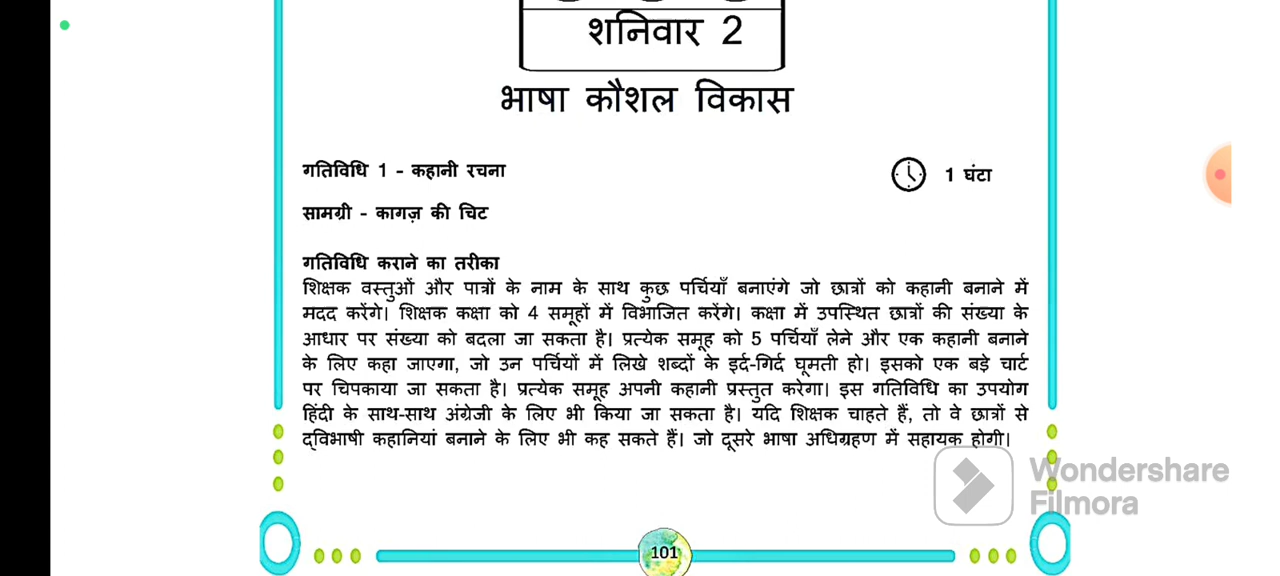 शनिवार 2
भाषा कौशल विकास
गतिविधि 1 - कहानी रचना
1 घंटा
सामग्री - कागज़ की चिट
गतिविधि कराने का तरीका
शिक्षक वस्तुओं और पात्रों के नाम के साथ कुछ पर्चियाँ बनाएंगे जो छात्रों को कहानी बनाने में
मदद करेंगे। शिक्षक कक्षा को 4 समूहों में विभाजित करेंगे। कक्षा में उपस्थित छात्रों की संख्या के
आधार पर संख्या को बदला जा सकता है। प्रत्येक समूह को 5 पर्चियाँ लेने और एक कहानी बनाने
के लिए कहा जाएगा, जो उन पर्चियों में लिखे शब्दों के इर्द-गिर्द घूमती हो। इसको एक बड़े चार्ट
पर चिपकाया जा सकता है। प्रत्येक समूह अपनी कहानी प्रस्तुत करेगा। इस गतिविधि का उपयोग
हिंदी के साथ-साथ अंग्रेजी के लिए भी किया जा सकता है। यदि शिक्षक चाहते हैं, तो वे छात्रों से
द्विभाषी कहानियां बनाने के लिए भी कह सकते हैं। जो दूसरे भाषा अधिग्रहण में सहायक होगी।
Wondershare
Filmora
101